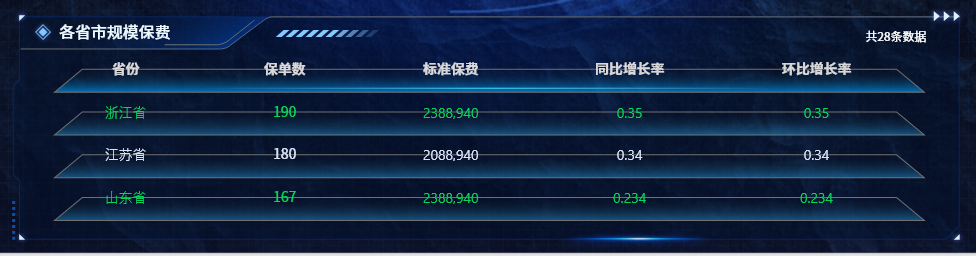 各省市规模保费
共28条数据
省份 保单数 标准保费 同比增长率 环比增长率
浙江省 190 2388,940 0.35 0.35
江苏省 180 2088,940 0.34 0.34
山东省 167 2388,940 0.234 0.234